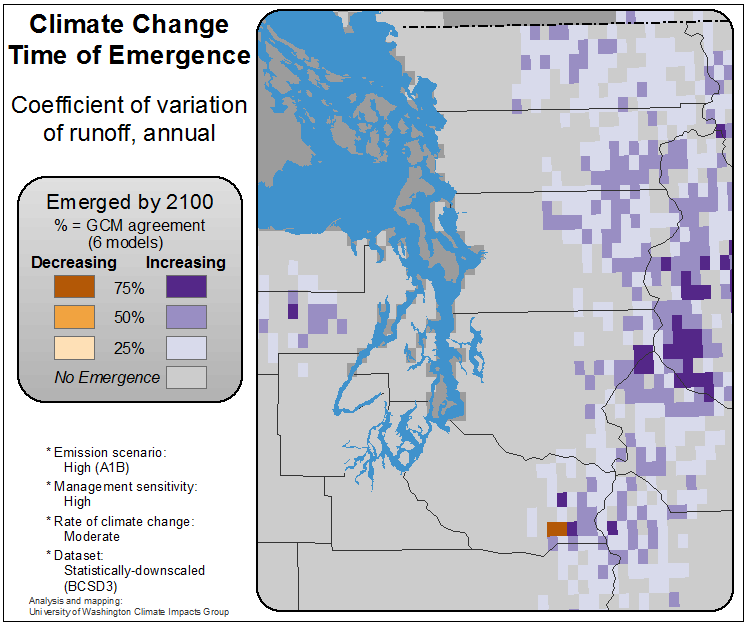 Climate Change
Time of Emergence
Coefficient of variation
of runoff, annual
Emerged by 2100
% = GCM agreement
(6 models)
Decreasing Increasing
75%
50%
25%
No Emergence
* Emission scenario:
High (A1B)
* Management sensitivity:
High
* Rate of climate change:
Moderate
* Dataset:
Statistically-downscaled
(BCSD3)
Analysis and mapping:
University of Washington Climate Impacts Group